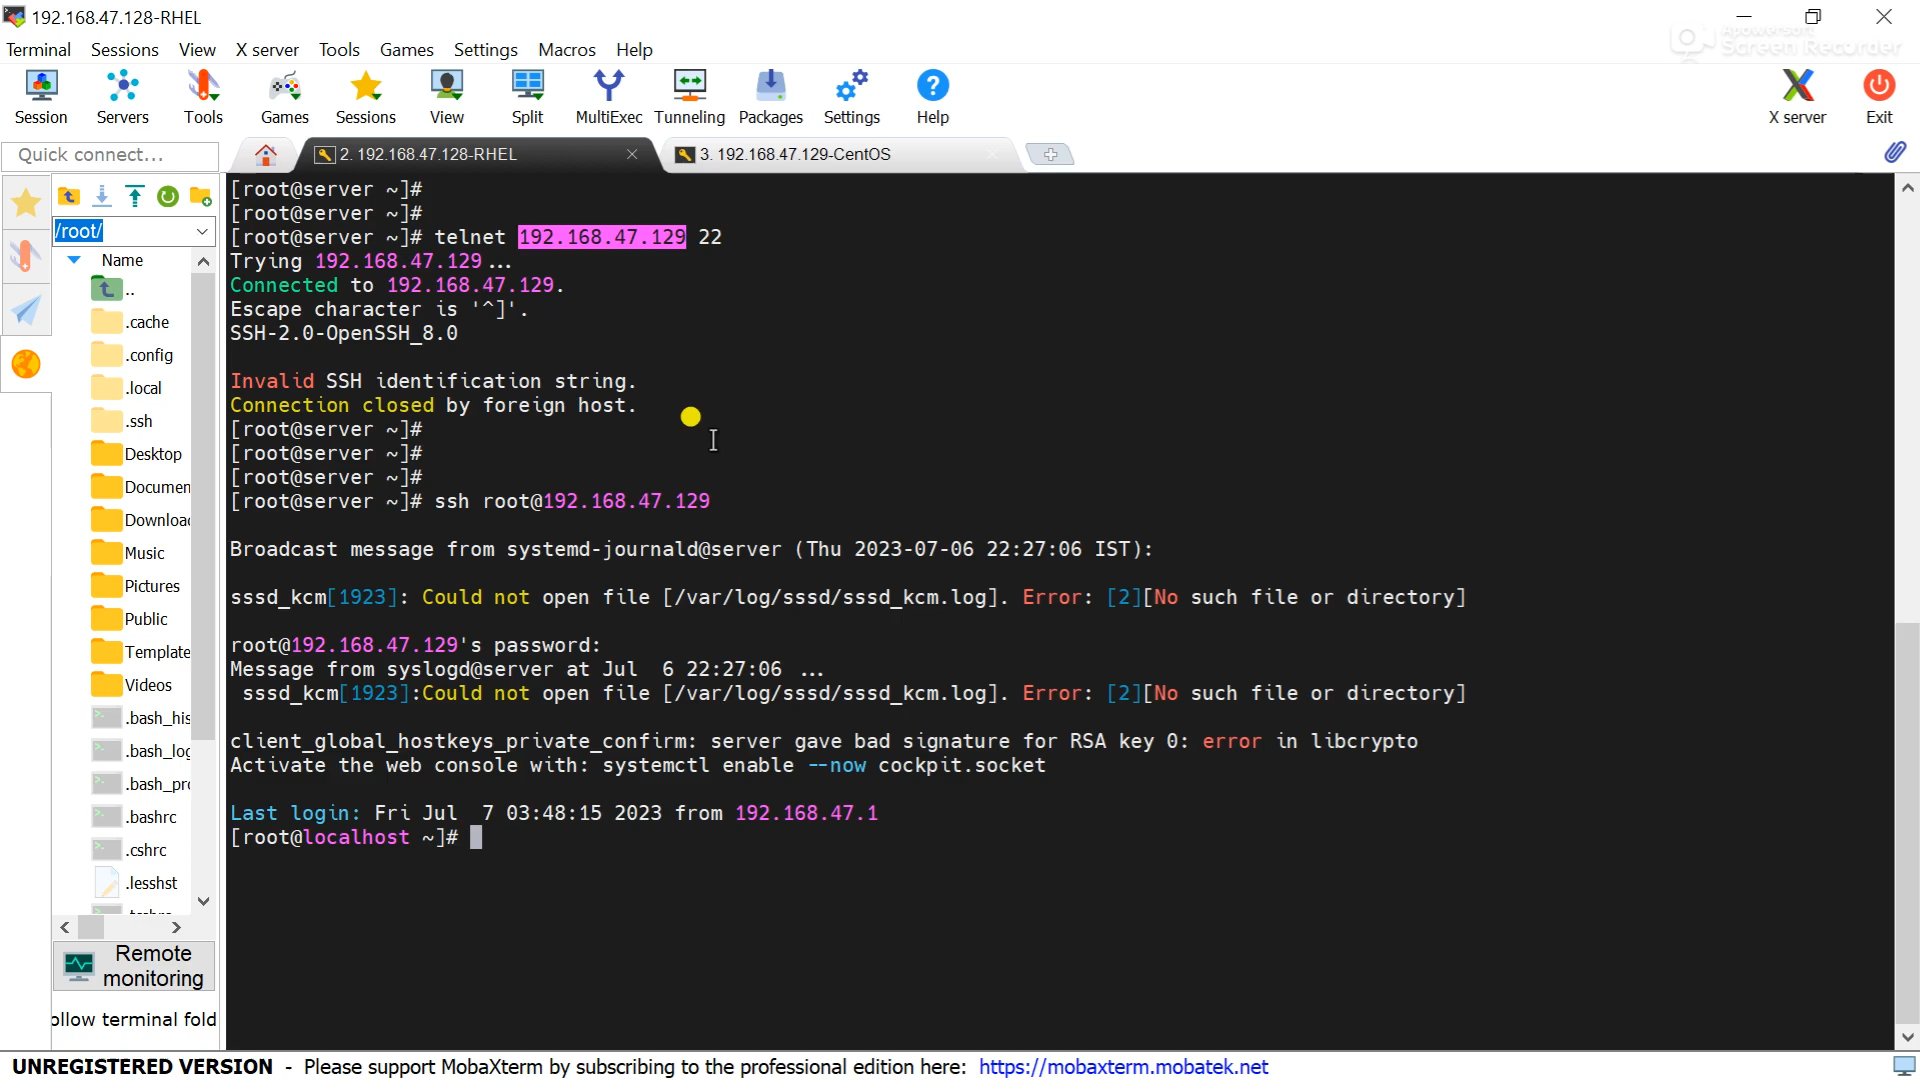 192.168.47.128-RHEL
Apowersoft
Screen Recorder
Terminal Sessions View X server Tools Games Settings Macros Help
Session Servers Tools Games Sessions View Split MultiExec Tunneling Packages Settings Help X server Exit
Quick connect...
2. 192.168.47.128-RHEL
3. 192.168.47.129-CentOS
/root/
Name
..
.cache
.config
.local
.ssh
Desktop
Documen
Downloa
Music
Pictures
Public
Template
Videos
.bash_his
.bash_log
.bash_pro
.bashrc
.cshrc
.lesshst
Remote
monitoring
ollow terminal fold
[root@server ~]#
[root@server ~]#
[root@server ~]# telnet 192.168.47.129 22
Trying 192.168.47.129...
Connected to 192.168.47.129.
Escape character is '^]'.
SSH-2.0-OpenSSH_8.0
Invalid SSH identification string.
Connection closed by foreign host.
[root@server ~]#
[root@server ~]#
[root@server ~]#
[root@server ~]# ssh root@192.168.47.129
Broadcast message from systemd-journald@server (Thu 2023-07-06 22:27:06 IST):
sssd_kcm[1923]: Could not open file [/var/log/sssd/sssd_kcm.log]. Error: [2][No such file or directory]
root@192.168.47.129's password:
Message from syslogd@server at Jul  6 22:27:06 ...
 sssd_kcm[1923]:Could not open file [/var/log/sssd/sssd_kcm.log]. Error: [2][No such file or directory]
client_global_hostkeys_private_confirm: server gave bad signature for RSA key 0: error in libcrypto
Activate the web console with: systemctl enable --now cockpit.socket
Last login: Fri Jul  7 03:48:15 2023 from 192.168.47.1
[root@localhost ~]#
UNREGISTERED VERSION - Please support MobaXterm by subscribing to the professional edition here: https://mobaxterm.mobatek.net